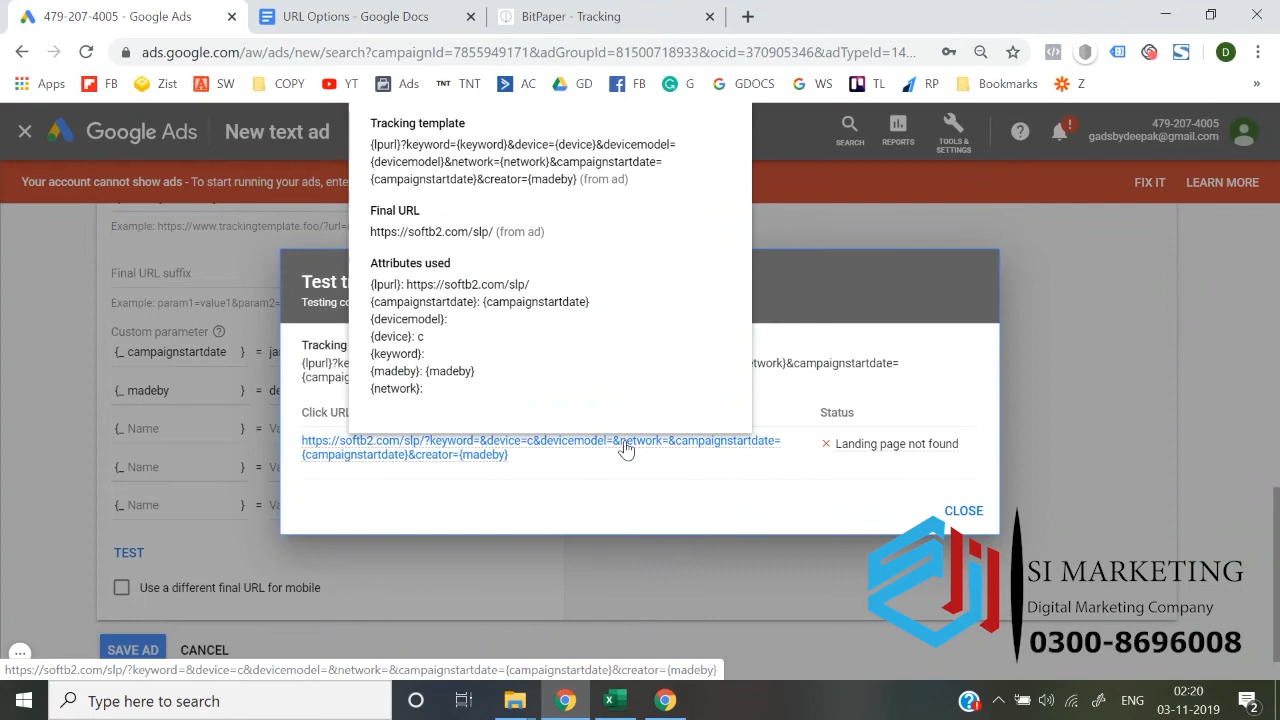 479-207-4005 - Google Ads
URL Options - Google Docs
BitPaper - Tracking
ads.google.com/aw/ads/new/search?campaignId=7855949171&adGroupId=81500718933&ocid=370905346&adTypeId=14...
D
Apps
FB
Zist
SW
COPY
YT
Ads
TNT TNT
AC
GD
FB
G
GDOCS
WS
TL
RP
Bookmarks
Z
»
Google Ads
New text ad
SEARCH
REPORTS
TOOLS & SETTINGS
479-207-4005
gadsbydeepak@gmail.com
Your account cannot show ads - To start running your ads, ente
FIX IT
LEARN MORE
Tracking template
{lpurl}?keyword={keyword}&device={device}&devicemodel=
{devicemodel}&network={network}&campaignstartdate=
{campaignstartdate}&creator={madeby} (from ad)
Final URL
https://softb2.com/slp/ (from ad)
Attributes used
{lpurl}: https://softb2.com/slp/
{campaignstartdate}: {campaignstartdate}
{devicemodel}:
{device}: c
{keyword}:
{madeby}: {madeby}
{network}:
Example: https://www.trackingtemplate.foo/?url=
Final URL suffix
Example: param1=value1&param2=
Custom parameter
{_ campaignstartdate } = ja
{_ madeby } = de
{_ Name } = Va
{_ Name } = Va
{_ Name } = Va
TEST
Use a different final URL for mobile
SAVE AD
CANCEL
Test t
Testing co
Tracking
{lpurl}?ke
etwork}&campaignstartdate=
{campaig
Click URL
Status
https://softb2.com/slp/?keyword=&device=c&devicemodel=&network=&campaignstartdate=
{campaignstartdate}&creator={madeby}
Landing page not found
CLOSE
SI MARKETING
Digital Marketing Company
0300-8696008
https://softb2.com/slp/?keyword=&device=c&devicemodel=&network=&campaignstartdate={campaignstartdate}&creator={madeby}
Type here to search
ENG
02:20
03-11-2019
2